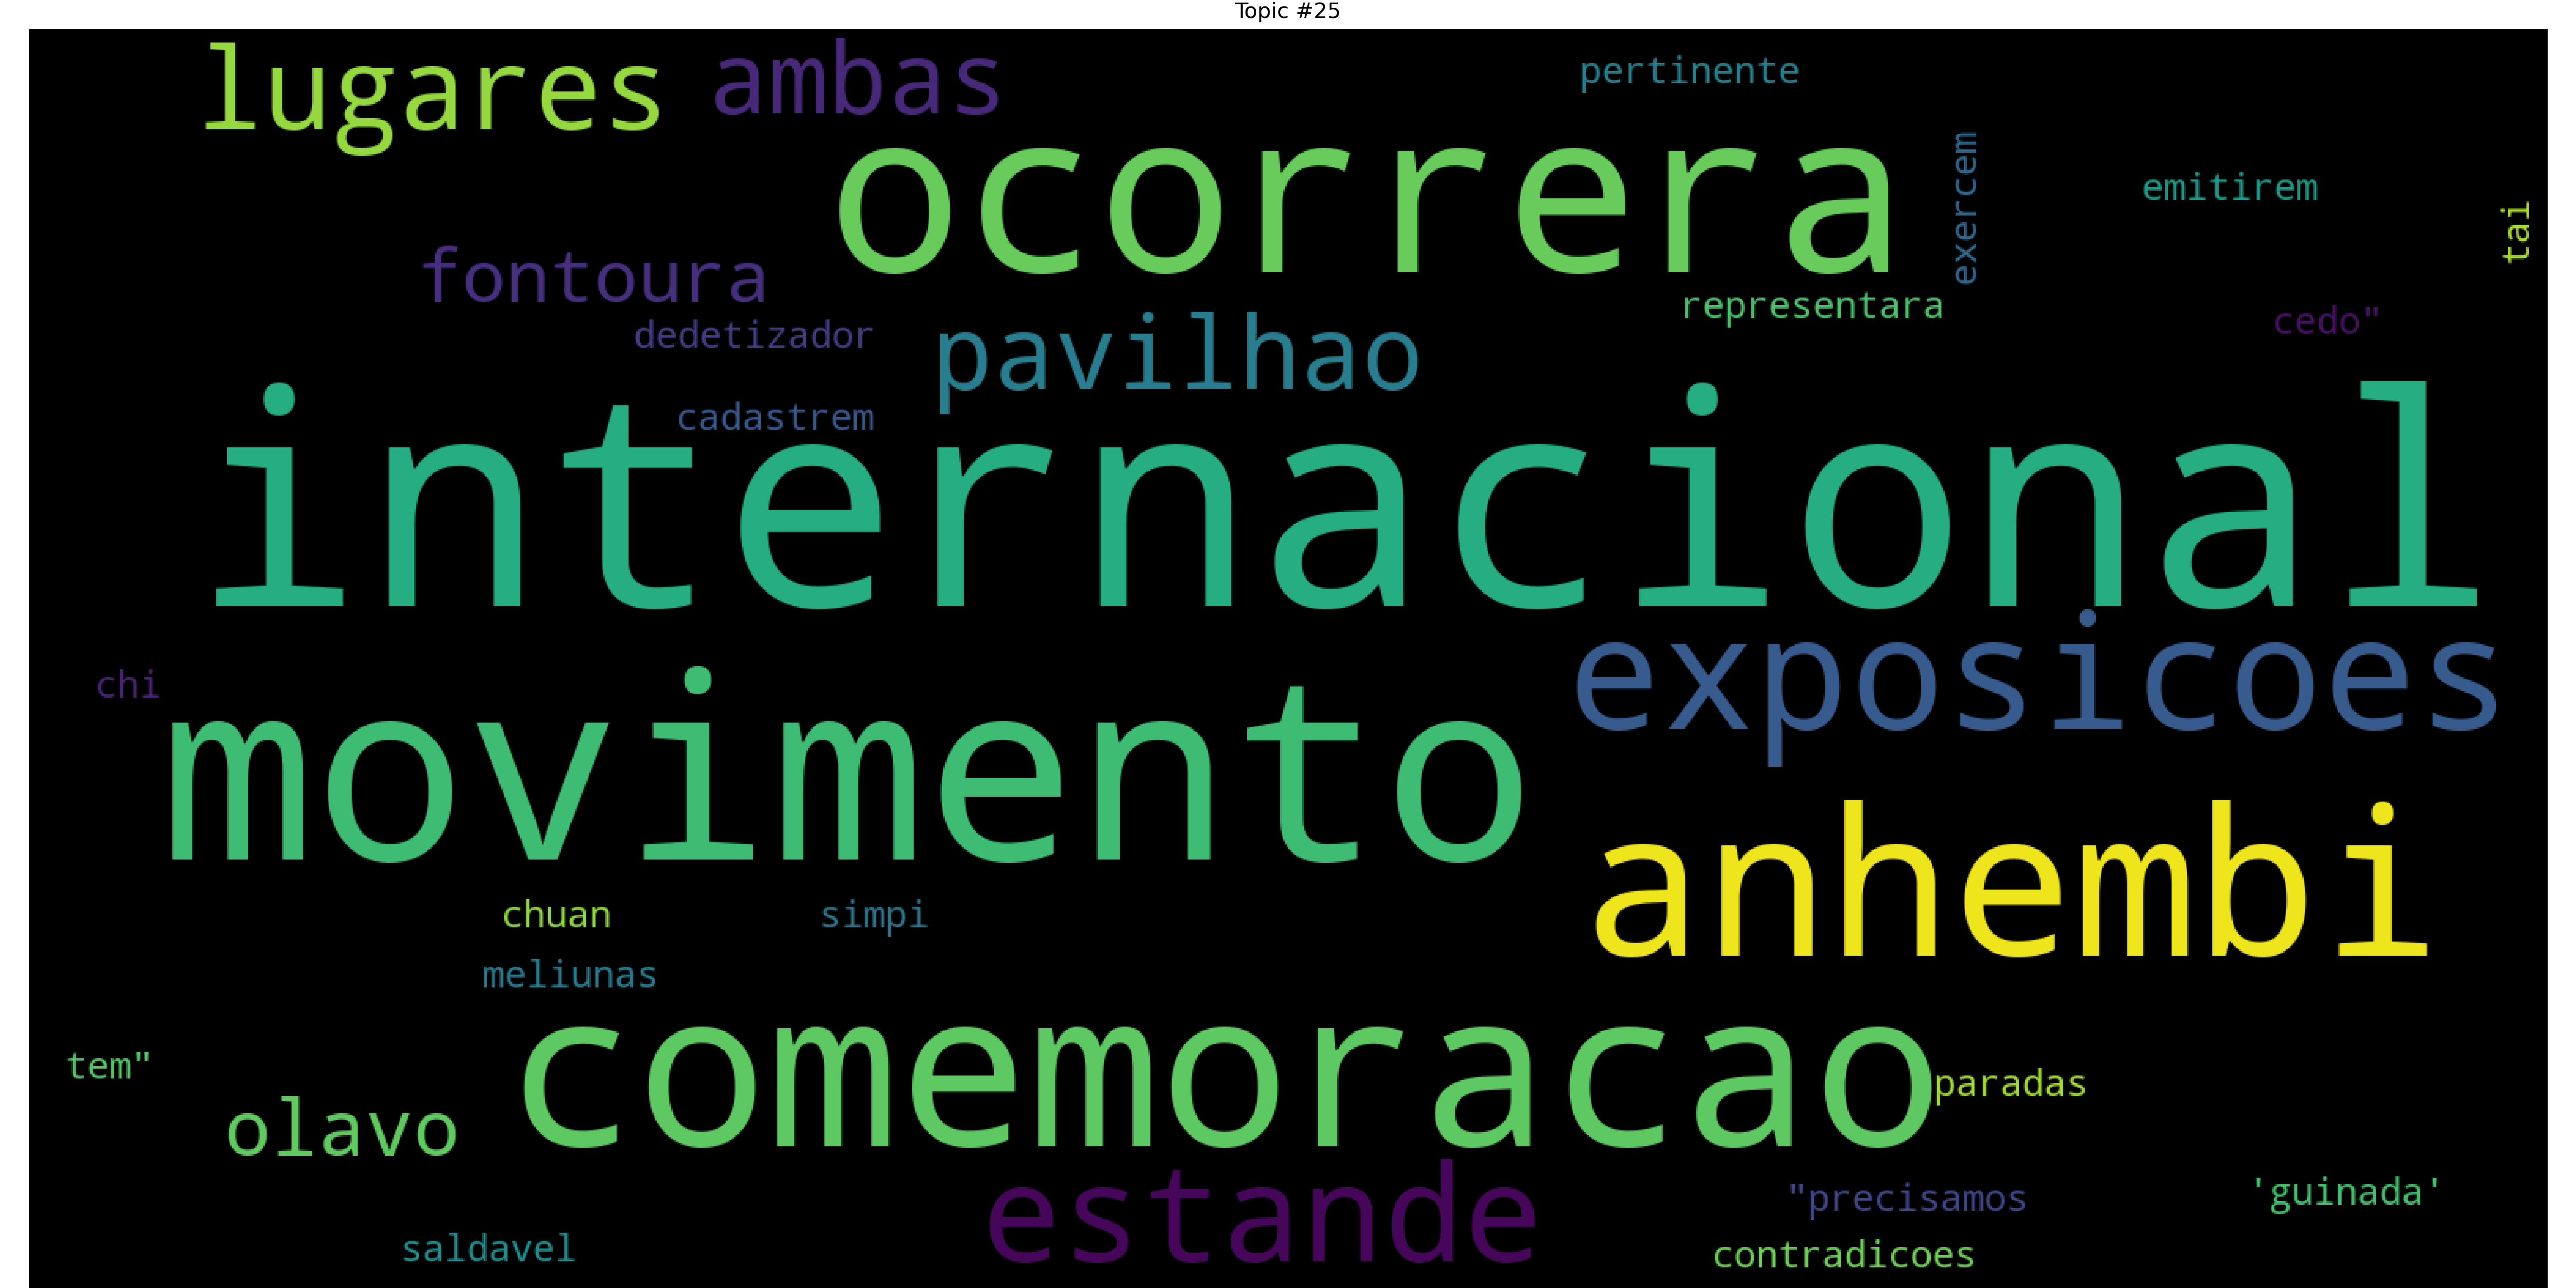 Topic #25
lugares
ambas
pertinente
ocorrera
exercem
emitirem
tai
fontoura
representara
cedo"
dedetizador
pavilhao
cadastrem
internacional
exposicoes
chi
movimento
anhembi
chuan
simpi
meliunas
comemoracao
tem"
paradas
olavo
estande
"precisamos
'guinada'
saldavel
contradicoes